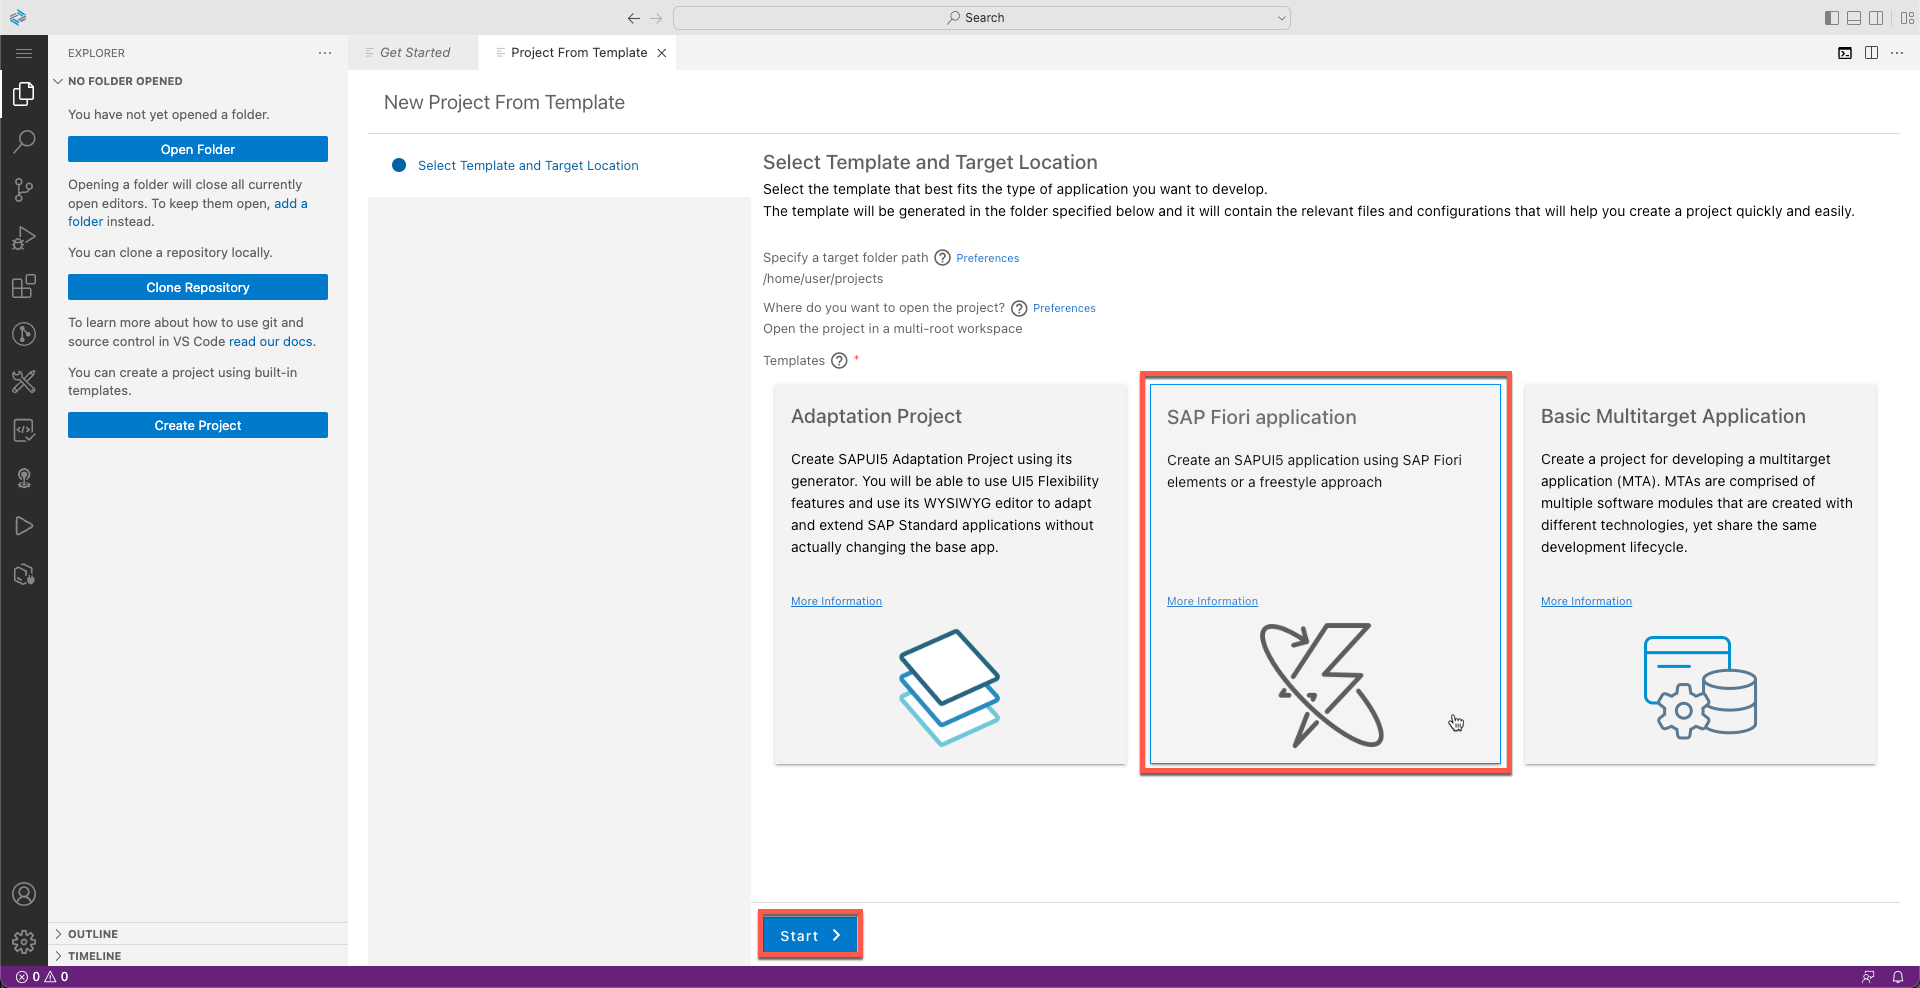 Search
EXPLORER
Get Started
Project From Template
NO FOLDER OPENED
You have not yet opened a folder.
Open Folder
Opening a folder will close all currently
open editors. To keep them open, add a
folder instead.
You can clone a repository locally.
Clone Repository
To learn more about how to use git and
source control in VS Code read our docs.
You can create a project using built-in
templates.
Create Project
OUTLINE
TIMELINE
New Project From Template
Select Template and Target Location
Select Template and Target Location
Select the template that best fits the type of application you want to develop.
The template will be generated in the folder specified below and it will contain the relevant files and configurations that will help you create a project quickly and easily.
Specify a target folder path ? Preferences
/home/user/projects
Where do you want to open the project? ? Preferences
Open the project in a multi-root workspace
Templates ? *
Adaptation Project
Create SAPUI5 Adaptation Project using its
generator. You will be able to use UI5 Flexibility
features and use its WYSIWYG editor to adapt
and extend SAP Standard applications without
actually changing the base app.
More Information
SAP Fiori application
Create an SAPUI5 application using SAP Fiori
elements or a freestyle approach
More Information
Basic Multitarget Application
Create a project for developing a multitarget
application (MTA). MTAs are comprised of
multiple software modules that are created with
different technologies, yet share the same
development lifecycle.
More Information
Start
0 0